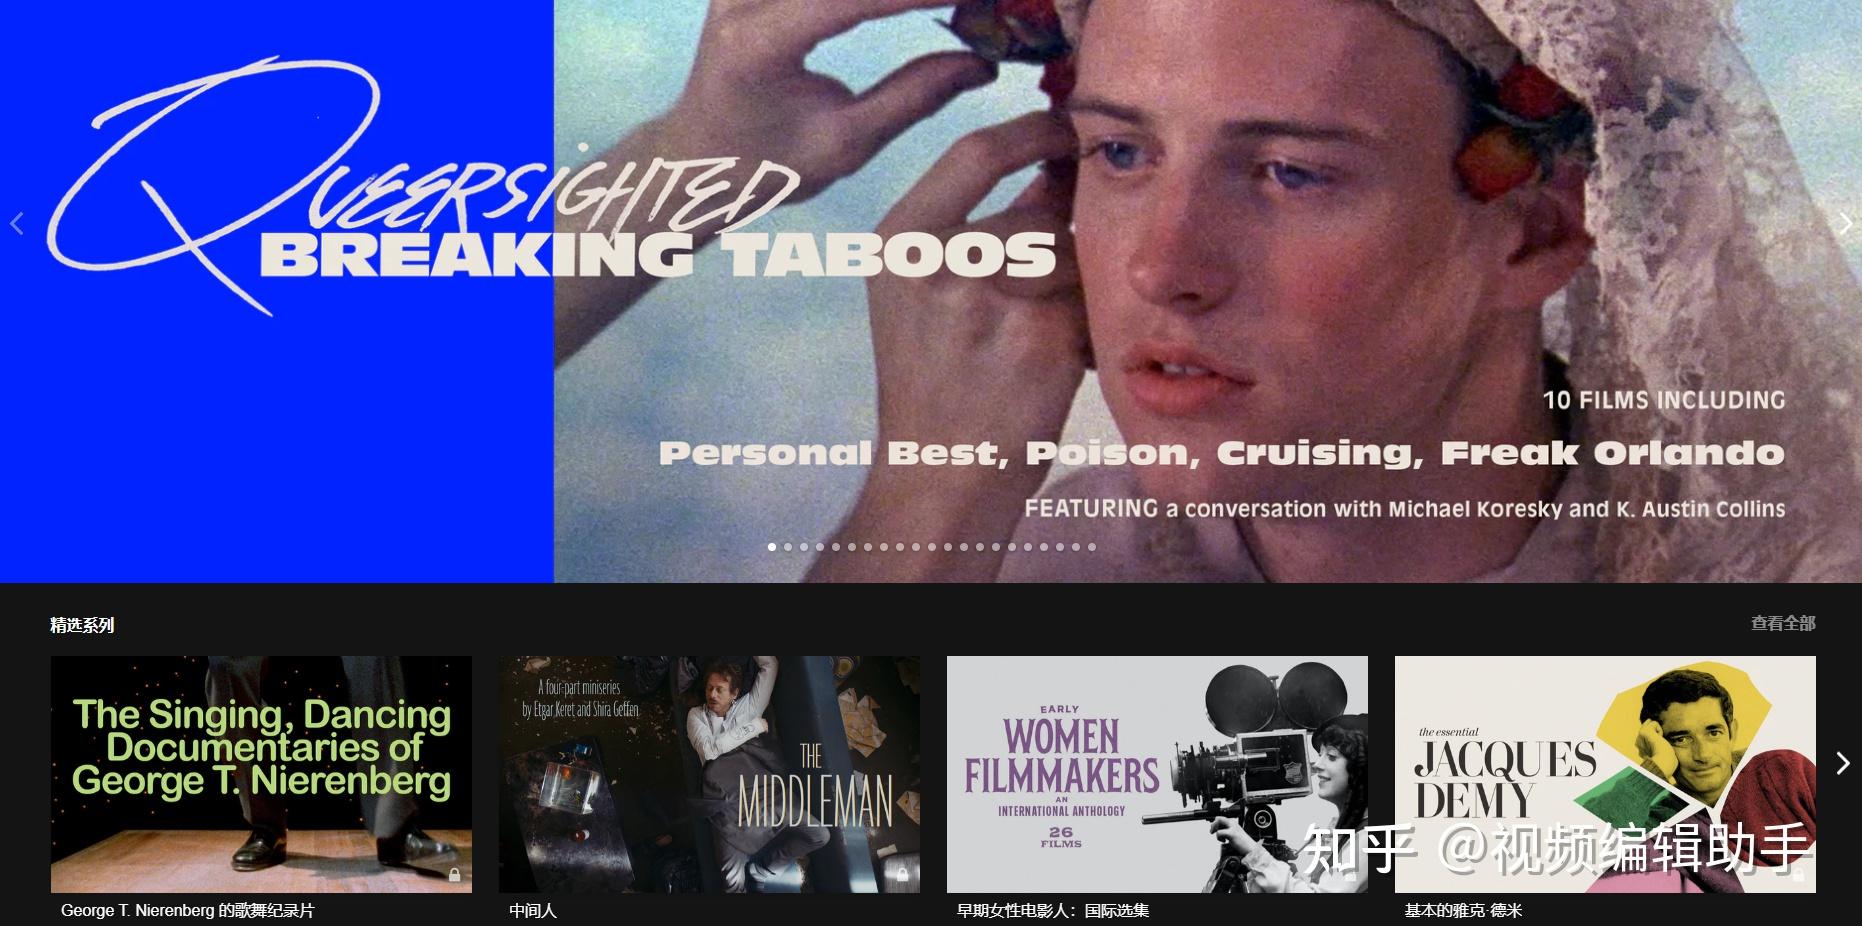 QUEERSIGHTED
BREAKING TABOOS
10 FILMS INCLUDING
Personal Best, Poison, Cruising, Freak Orlando
FEATURING a conversation with Michael Koresky and K. Austin Collins
精选系列
查看全部
The Singing, Dancing
Documentaries of
George T. Nierenberg
A four-part miniseries
by Etgar Keret and Shira Geffen
THE
MIDDLEMAN
EARLY
WOMEN
FILMMAKERS
AN
INTERNATIONAL ANTHOLOGY
26
FILMS
the essential
JACQUES
DEMY
知乎 @视频编辑助手
George T. Nierenberg 的歌舞纪录片
中间人
早期女性电影人：国际选集
基本的雅克·德米